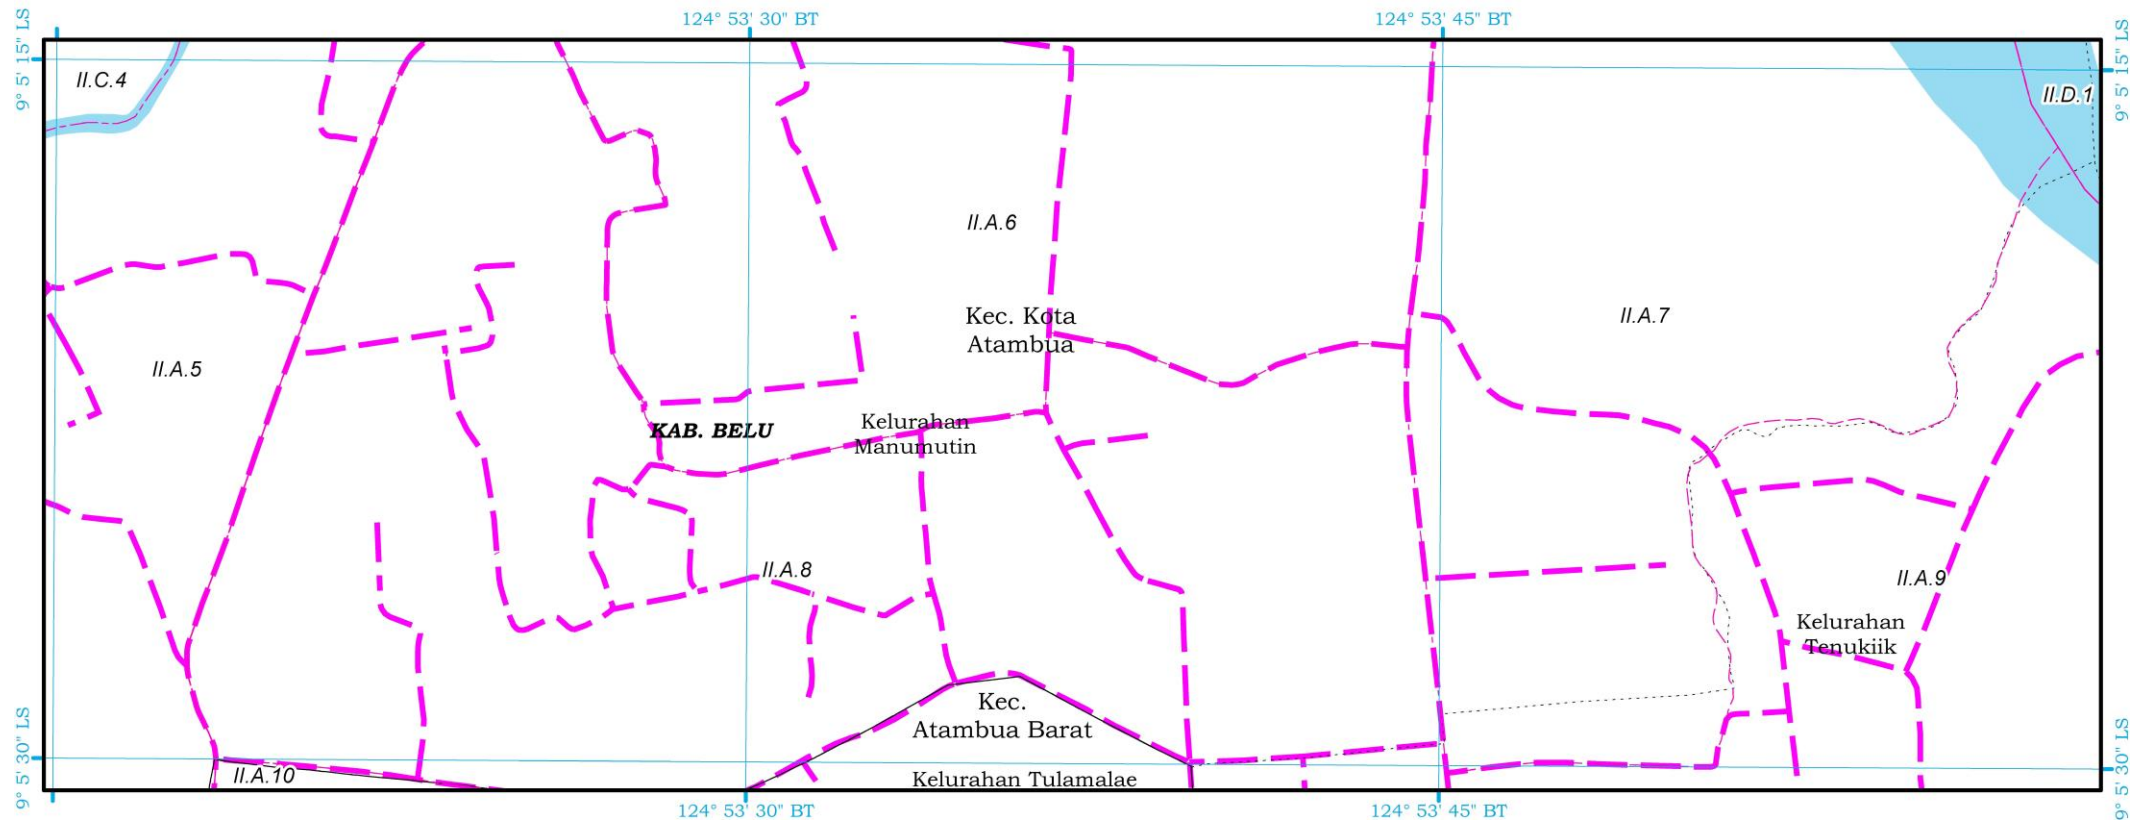 124° 53' 30" BT
124° 53' 45" BT
9° 5' 15" LS
9° 5' 15" LS
II.C.4
II.D.1
II.A.6
Kec. Kota
Atambua
II.A.7
II.A.5
KAB. BELU
Kelurahan
Manumutin
II.A.8
II.A.9
Kelurahan
Tenukiik
Kec.
Atambua Barat
II.A.10
Kelurahan Tulamalae
9° 5' 30" LS
9° 5' 30" LS
124° 53' 30" BT
124° 53' 45" BT